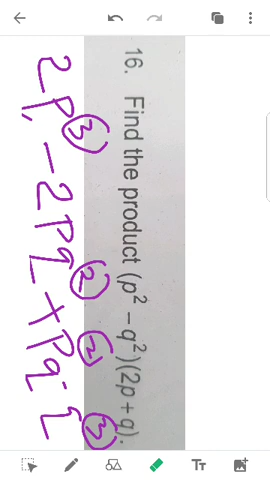 16. Find the product (p² – q²)(2p+q).
2p³ – 2pq² + p²q – q³